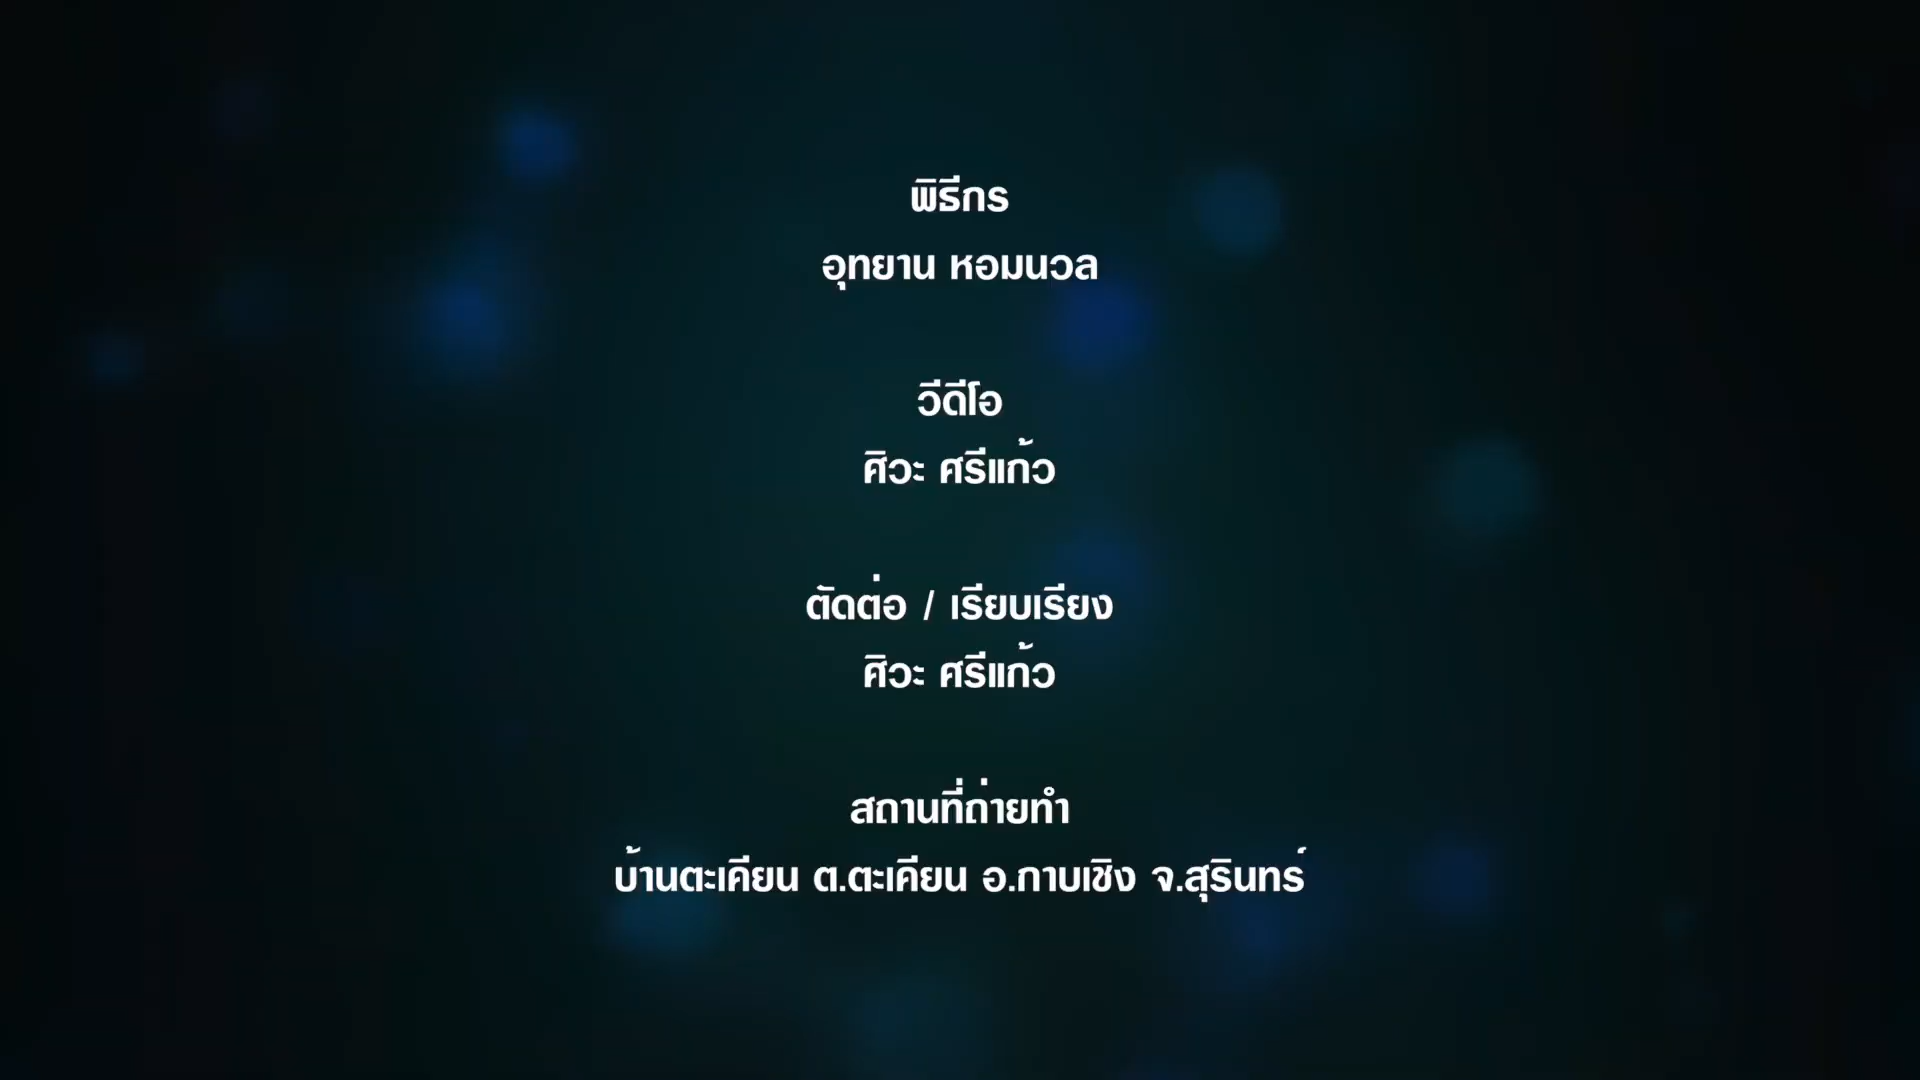 พิธีกร
อุทยาน หอมนวล
วีดีโอ
ศิวะ ศรีแก้ว
ตัดต่อ / เรียบเรียง
ศิวะ ศรีแก้ว
สถานที่ถ่ายทำ
บ้านตะเคียน ต.ตะเคียน อ.กาบเชิง จ.สุรินทร์